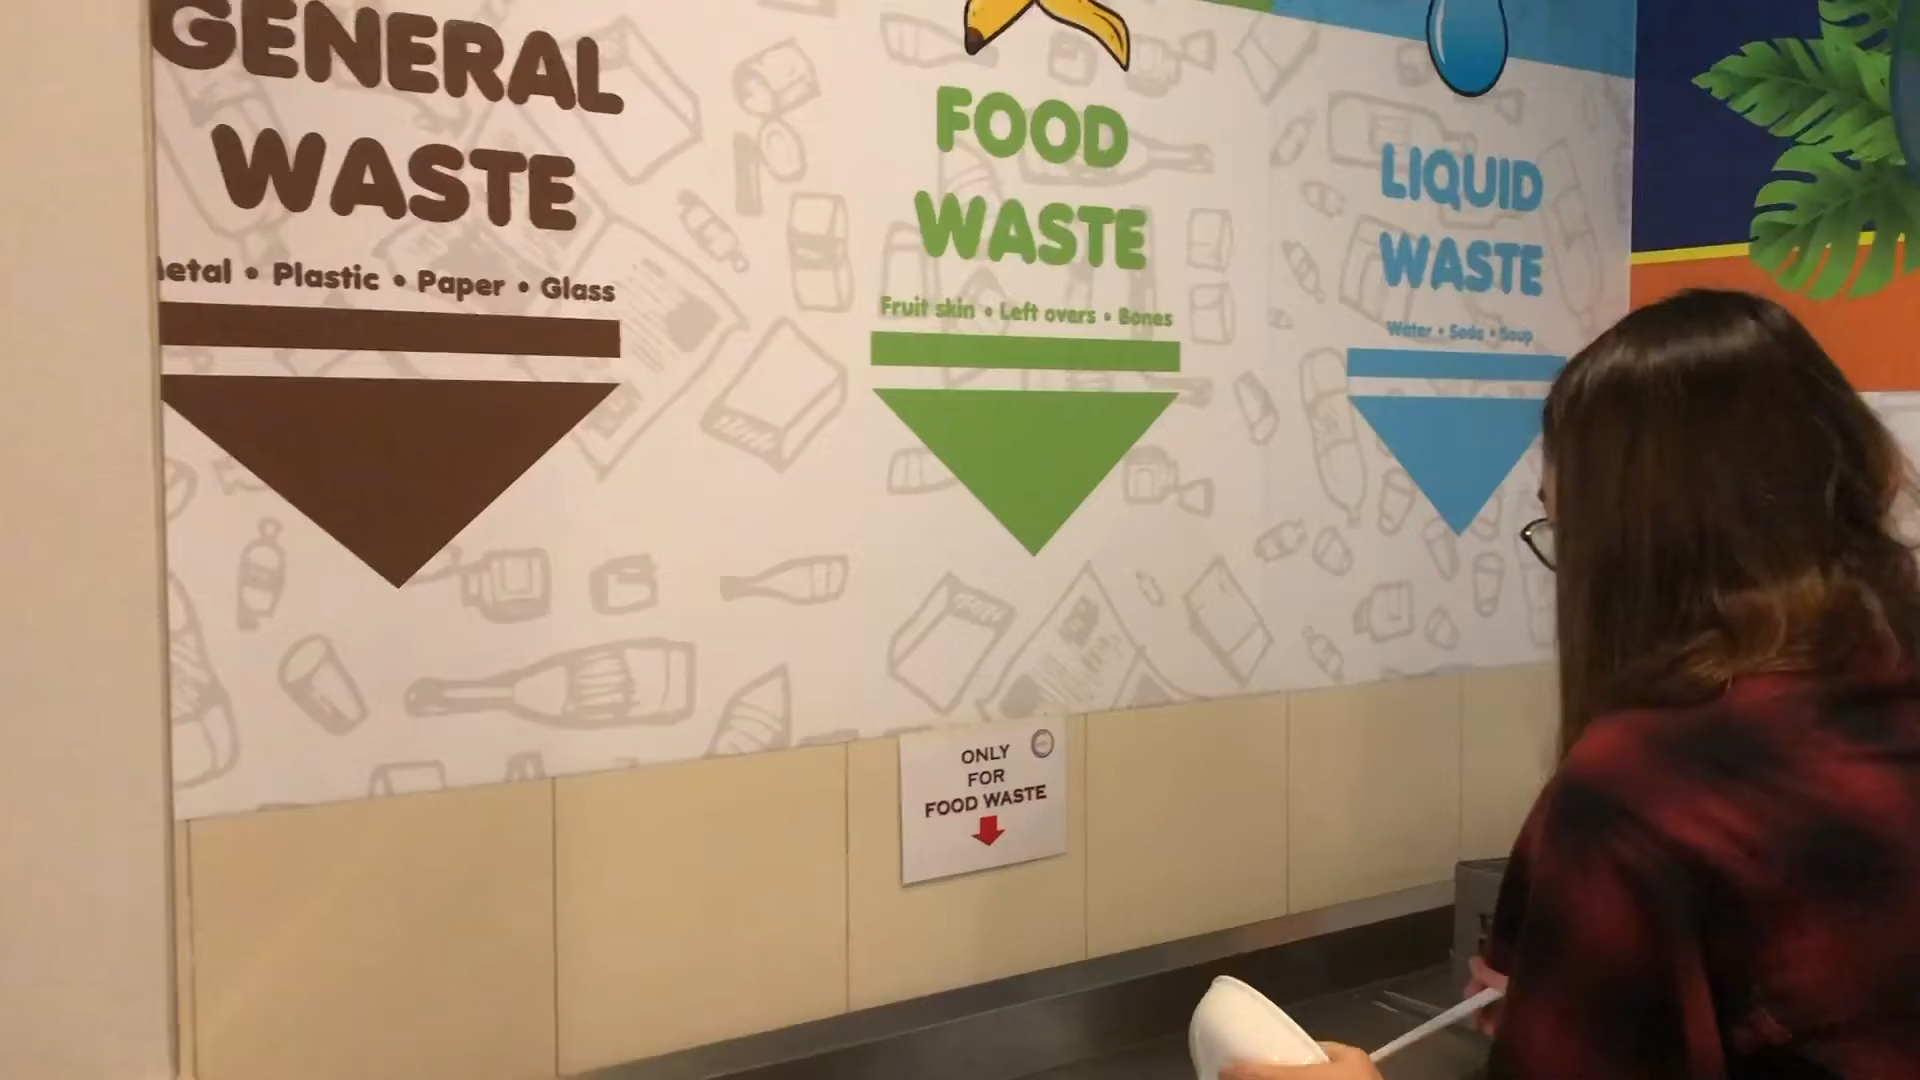 GENERAL
WASTE
etal • Plastic • Paper • Glass
FOOD
WASTE
Fruit skin • Left overs • Bones
LIQUID
WASTE
Water • Soda • Soup
ONLY
FOR
FOOD WASTE